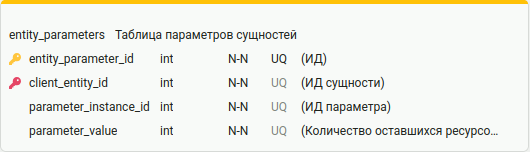 entity_parameters Таблица параметров сущностей
entity_parameter_id int N-N UQ (ИД)
client_entity_id int N-N UQ (ИД сущности)
parameter_instance_id int N-N UQ (ИД параметра)
parameter_value int N-N UQ (Количество оставшихся ресурсо...